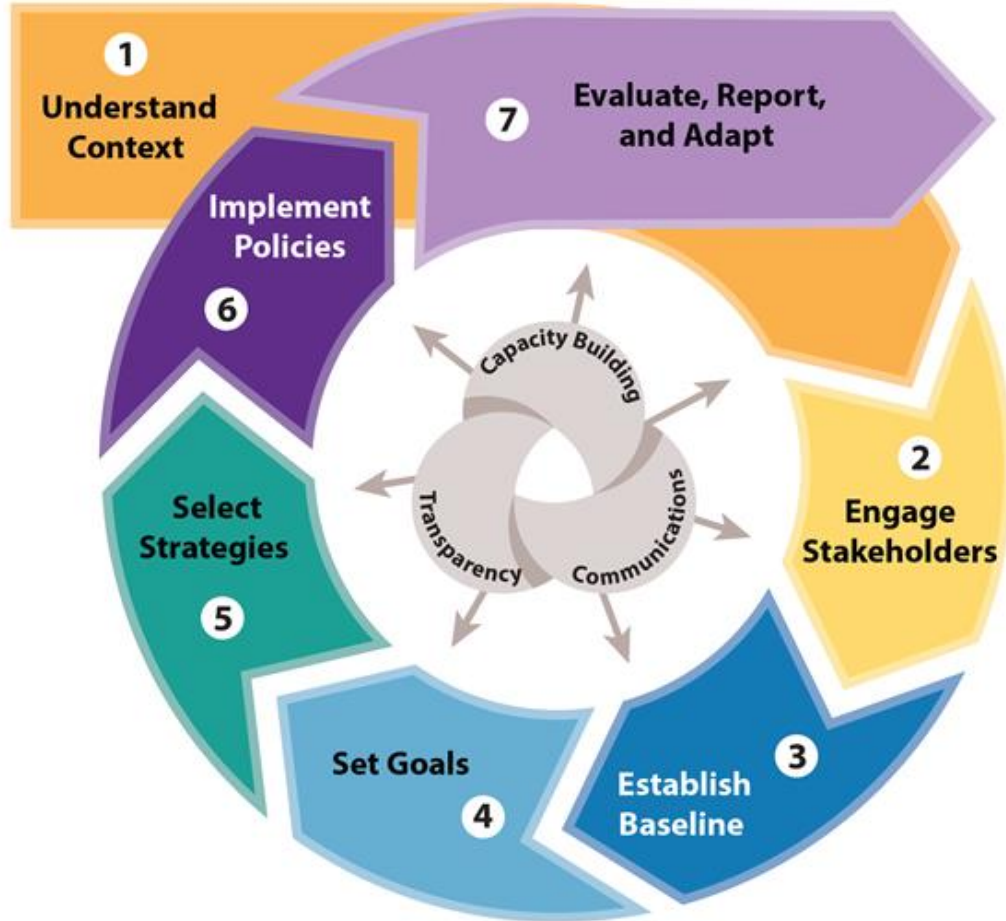 1
Understand
Context
7
Evaluate, Report,
and Adapt
Implement
Policies
6
Capacity Building
2
Engage
Stakeholders
Transparency
Communications
Select
Strategies
5
Set Goals
4
3
Establish
Baseline